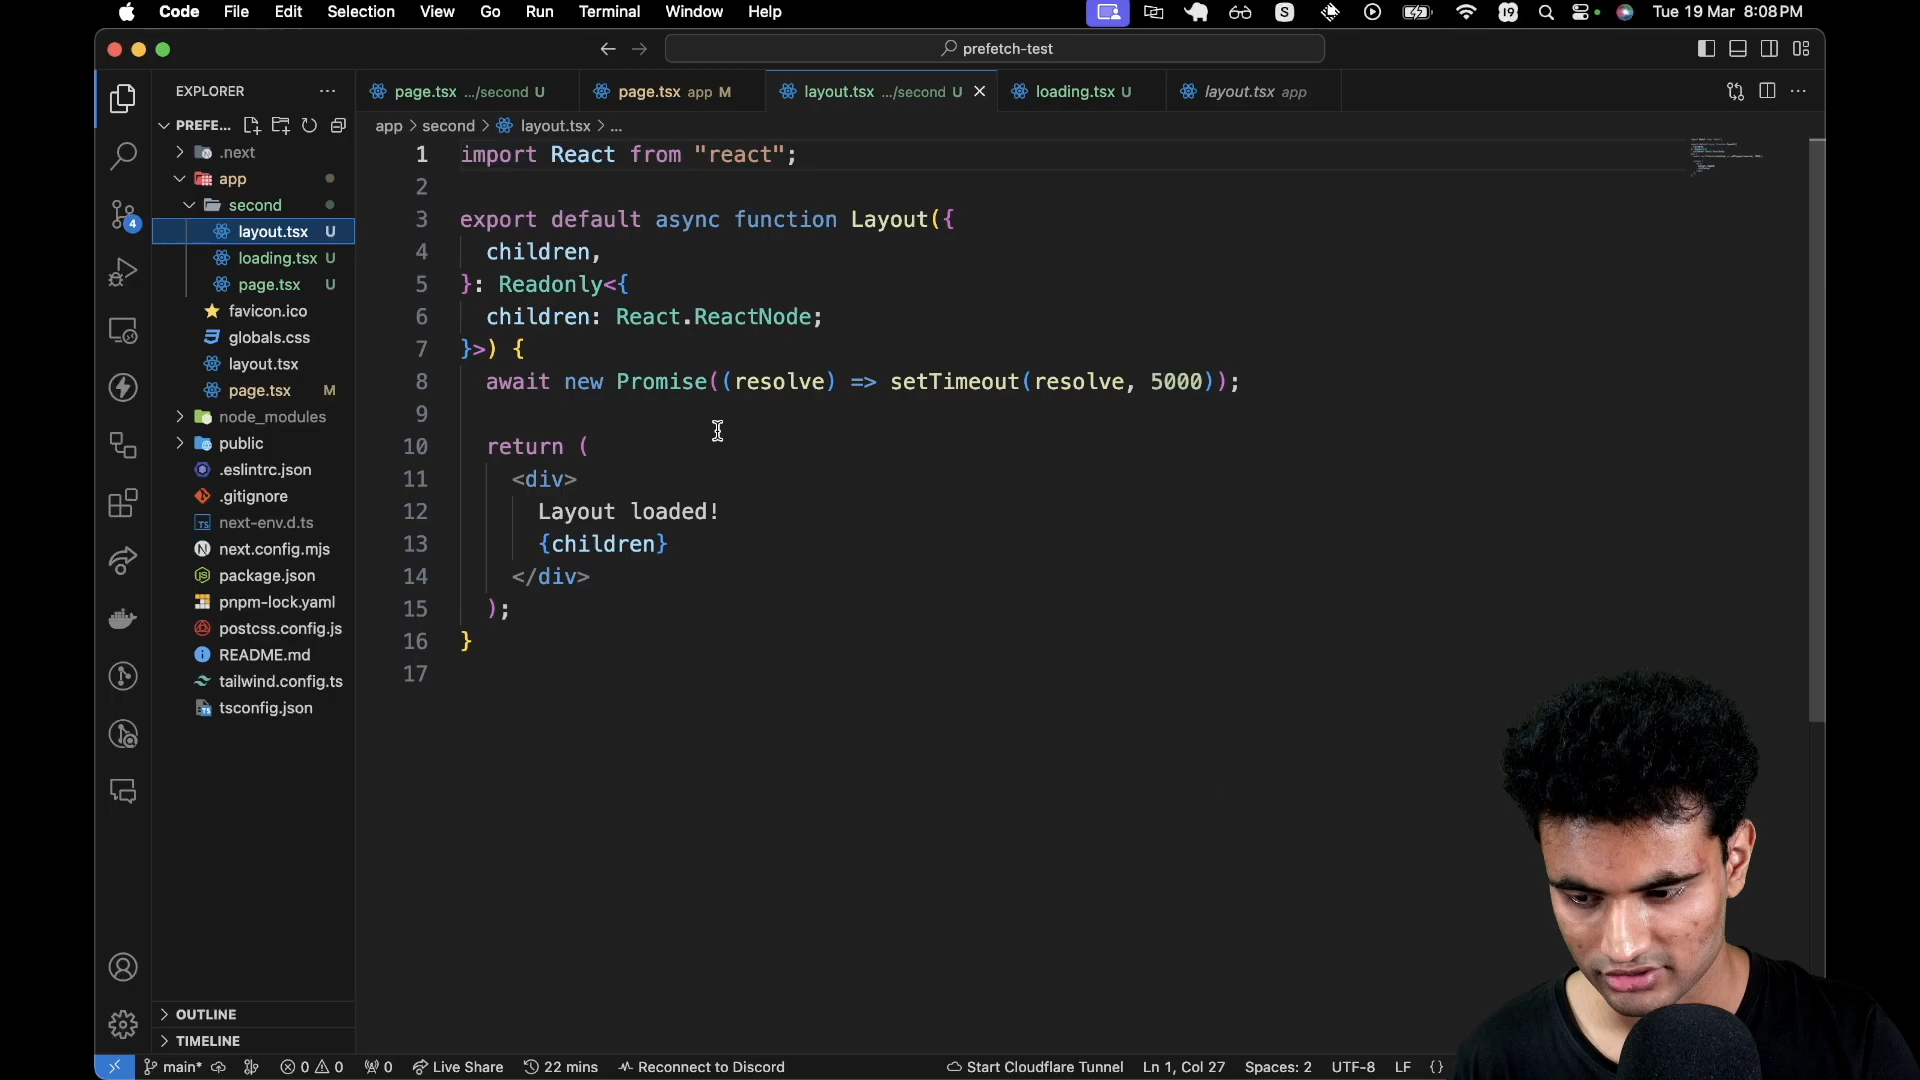 Code File Edit Selection View Go Run Terminal Window Help S 19 Tue 19 Mar 8:08 PM
prefetch-test
EXPLORER ...
page.tsx .../second U page.tsx app M layout.tsx .../second U loading.tsx U layout.tsx app
PREFE...
app > second > layout.tsx > ...
.next
app
second
layout.tsx U
loading.tsx U
page.tsx U
favicon.ico
globals.css
layout.tsx
page.tsx M
node_modules
public
.eslintrc.json
.gitignore
next-env.d.ts
next.config.mjs
package.json
pnpm-lock.yaml
postcss.config.js
README.md
tailwind.config.ts
tsconfig.json
OUTLINE
TIMELINE
4
1 import React from "react";
2
3 export default async function Layout({
4 children,
5 }: Readonly<{
6 children: React.ReactNode;
7 }>) {
8 await new Promise((resolve) => setTimeout(resolve, 5000));
9
10 return (
11 <div>
12 Layout loaded!
13 {children}
14 </div>
15 );
16 }
17
main* 0 0 0 Live Share 22 mins Reconnect to Discord Start Cloudflare Tunnel Ln 1, Col 27 Spaces: 2 UTF-8 LF {}